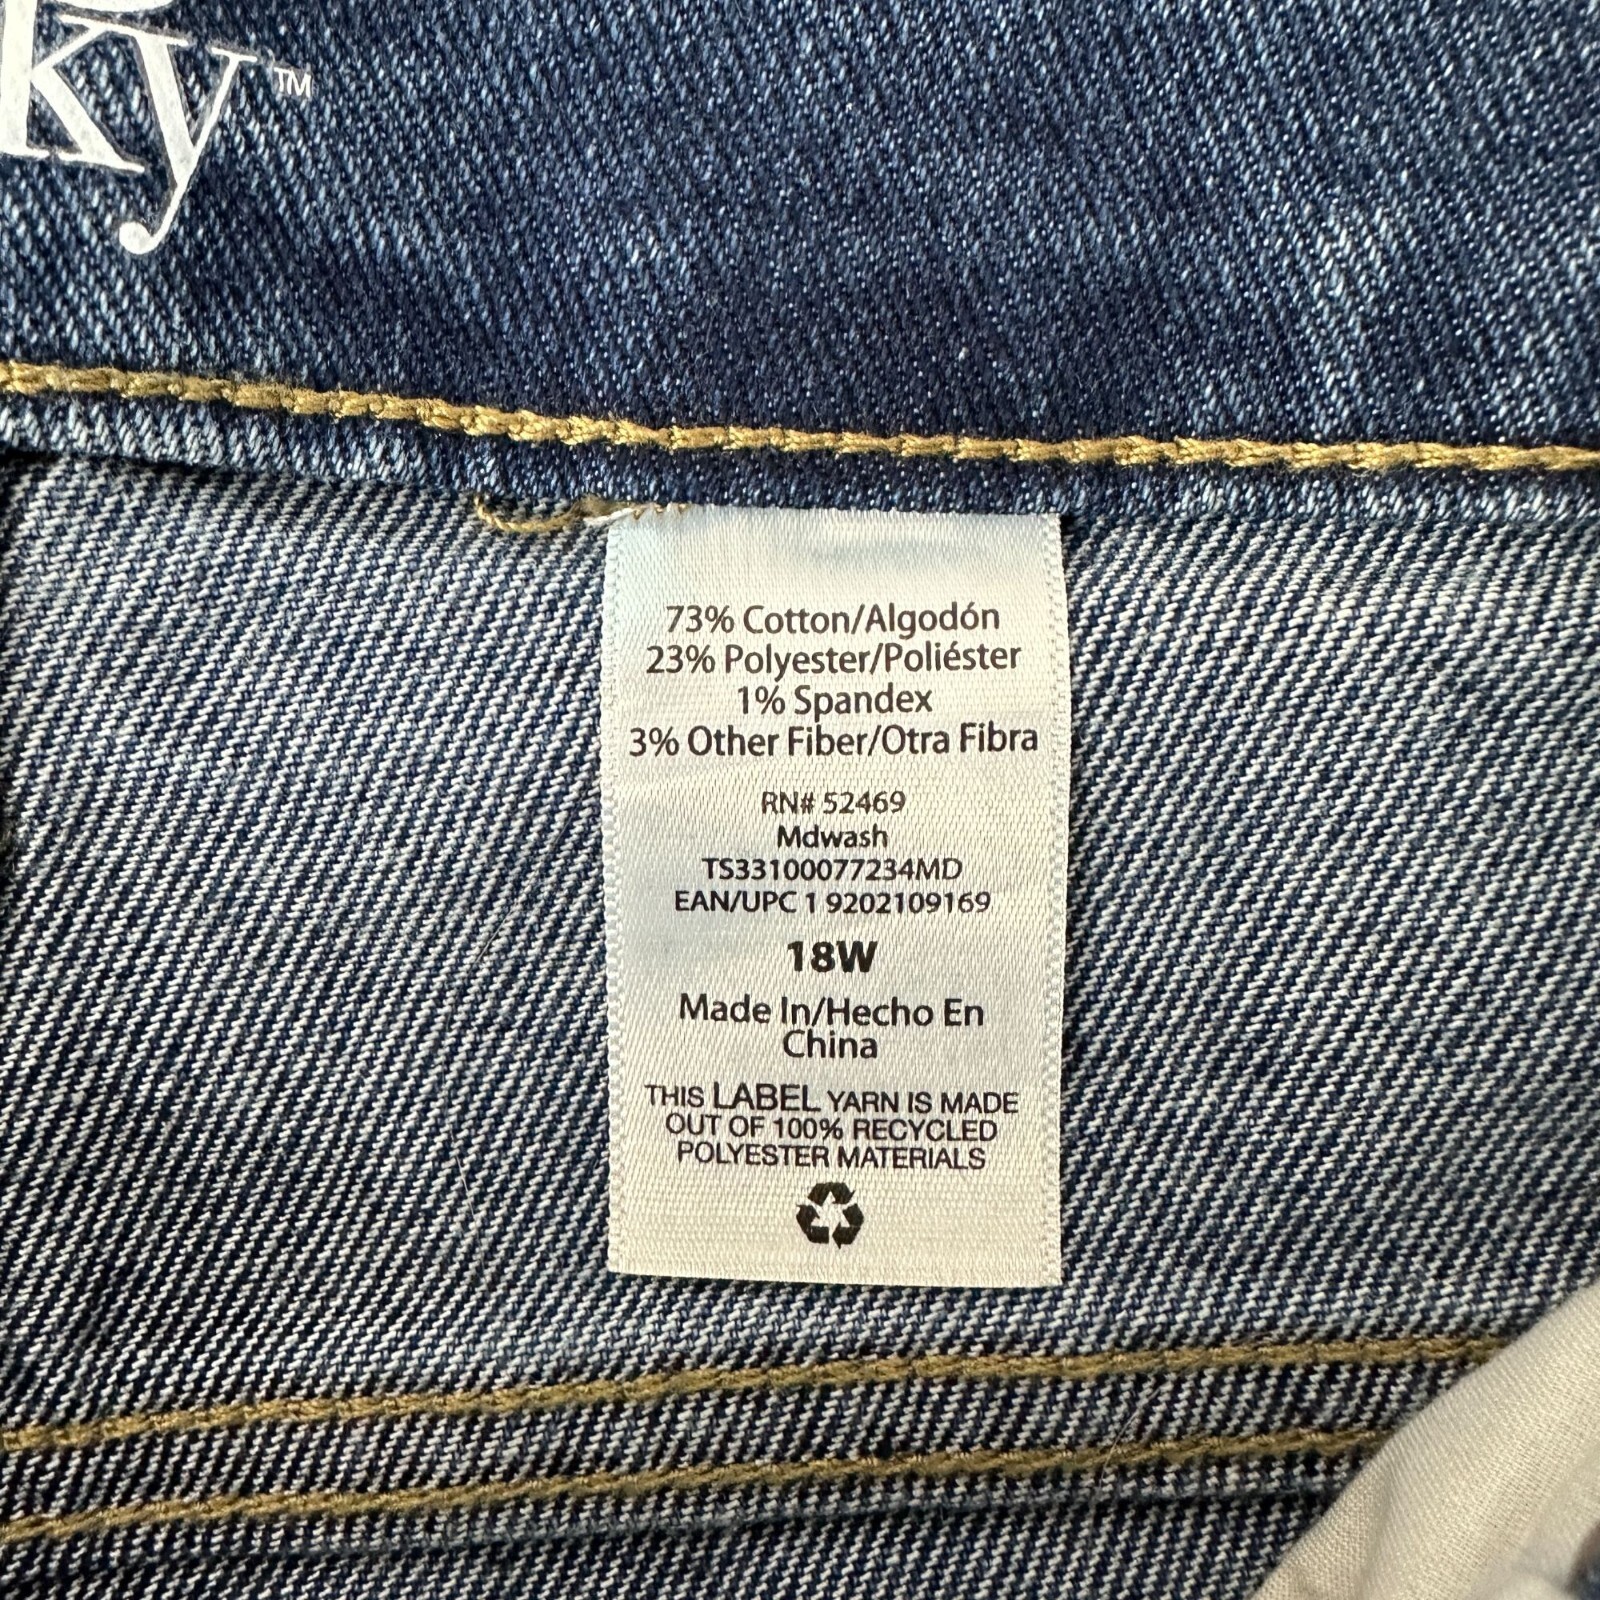 ky™
73% Cotton/Algodón
23% Polyester/Poliéster
1% Spandex
3% Other Fiber/Otra Fibra
RN# 52469
Mdwash
TS33100077234MD
EAN/UPC 1 9202109169
18W
Made In/Hecho En
China
THIS LABEL YARN IS MADE
OUT OF 100% RECYCLED
POLYESTER MATERIALS